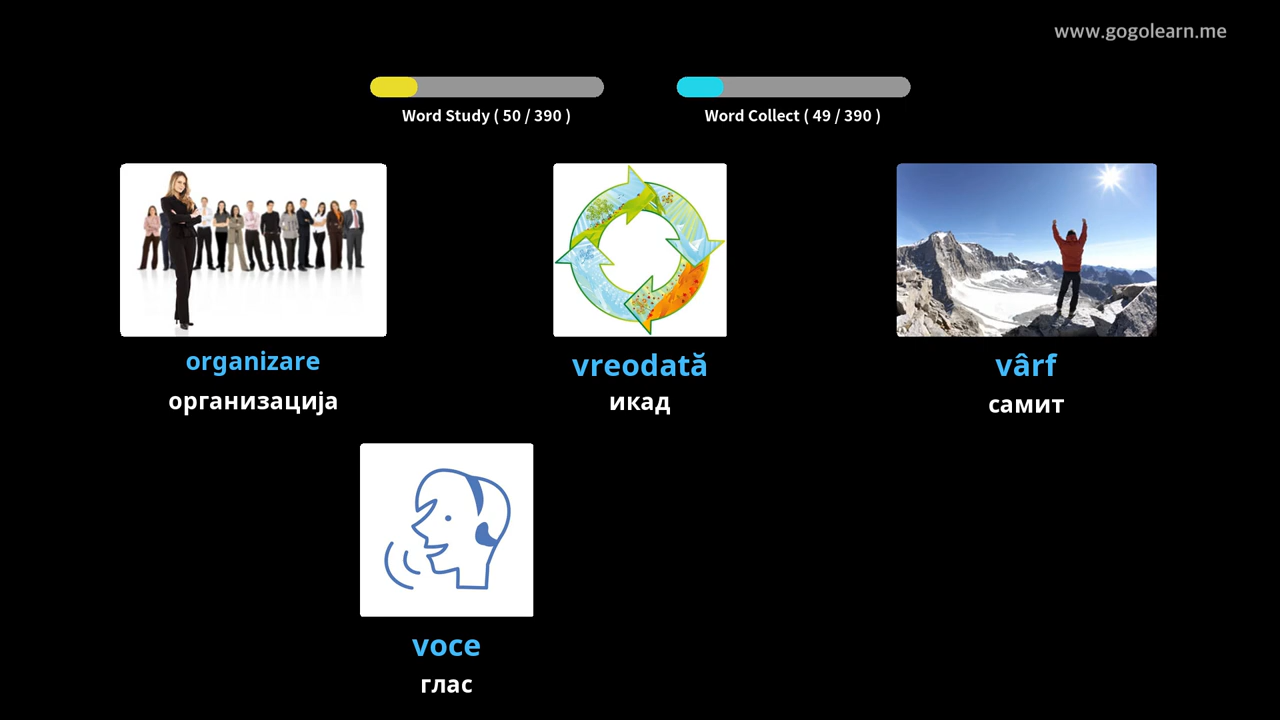 www.gogolearn.me
Word Study ( 50 / 390 )
Word Collect ( 49 / 390 )
organizare
организација
vreodată
икад
vârf
самит
voce
глас